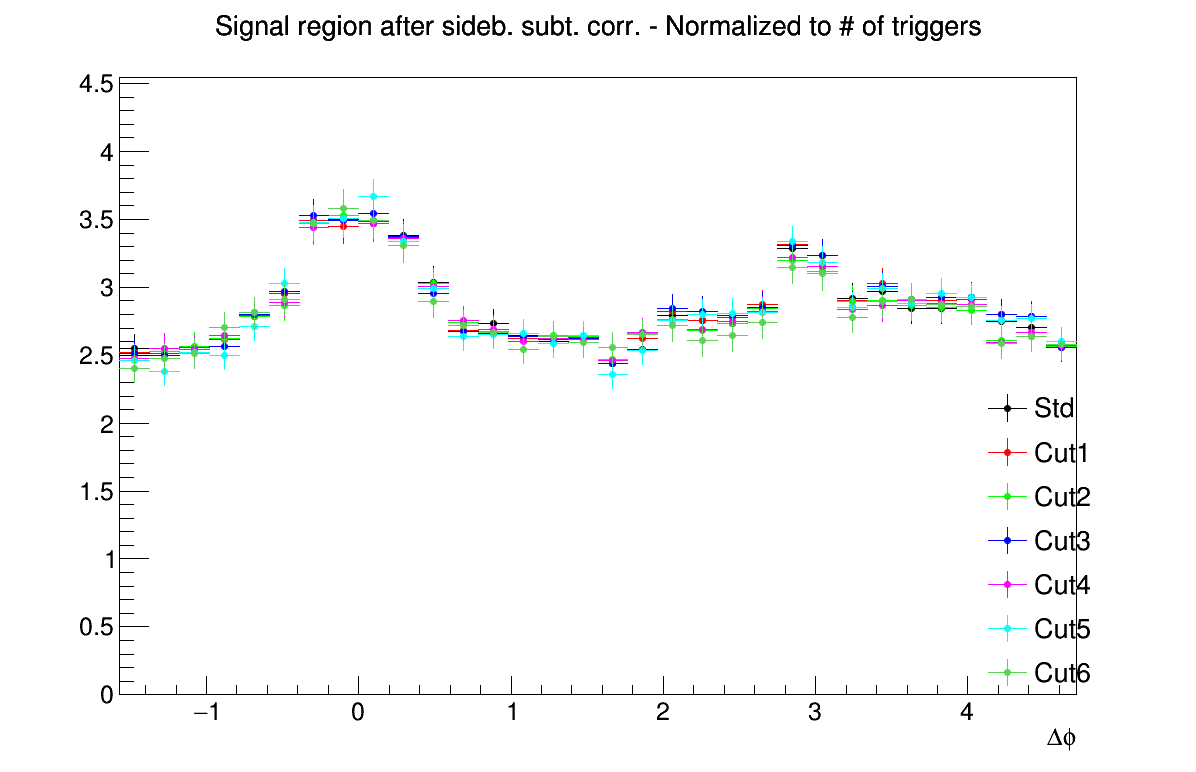 Signal region after sideb. subt. corr. - Normalized to # of triggers
4.5
4
3.5
3
2.5
2
1.5
1
0.5
0
−1 0 1 2 3 4
Δϕ
Std
Cut1
Cut2
Cut3
Cut4
Cut5
Cut6